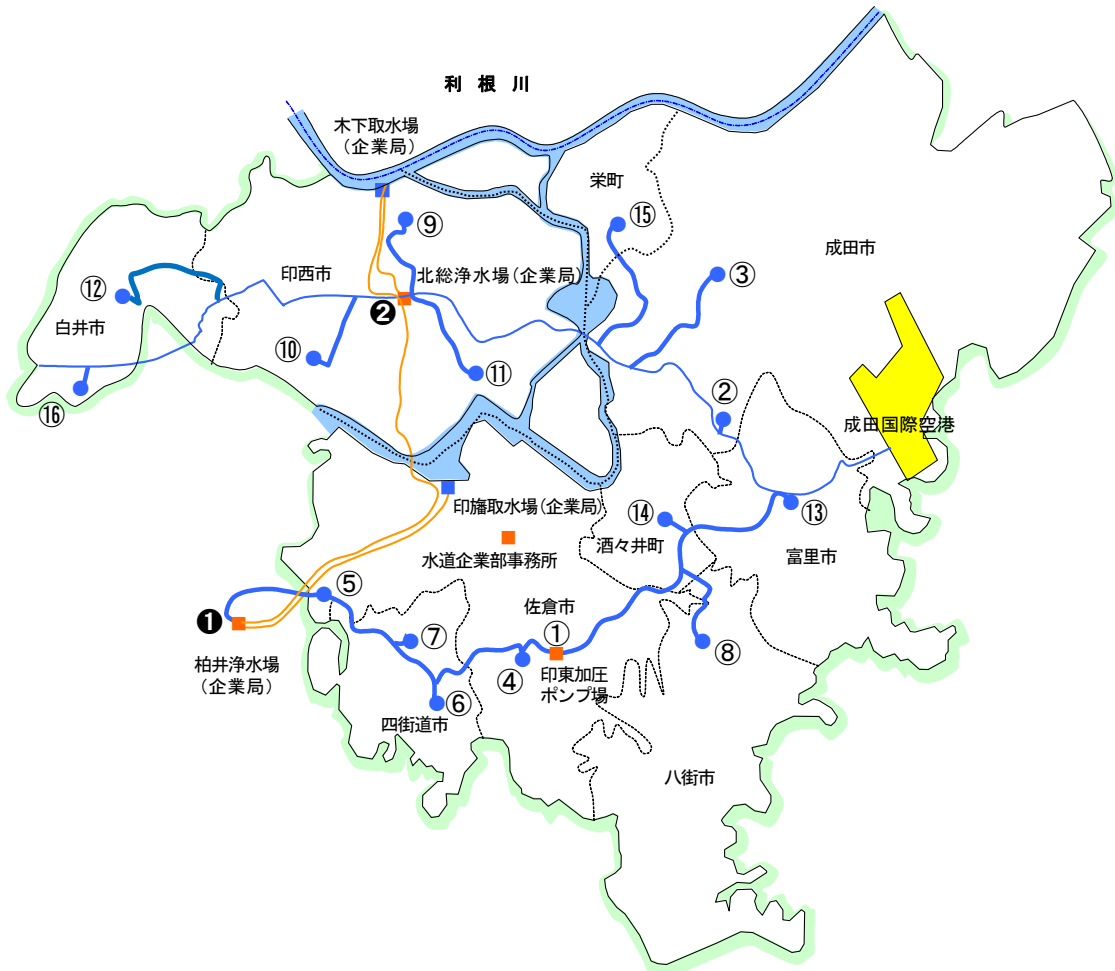 利根川
木下取水場
(企業局)
栄町
⑮
⑨
成田市
印西市
北総浄水場(企業局)
③
⑫
❷
白井市
⑩
⑪
⑯
②
成田国際空港
印旛取水場(企業局)
⑭
⑬
水道企業部事務所
酒々井町
富里市
⑤
佐倉市
❶
⑦
①
⑧
柏井浄水場
(企業局)
④
印東加圧
ポンプ場
⑥
四街道市
八街市